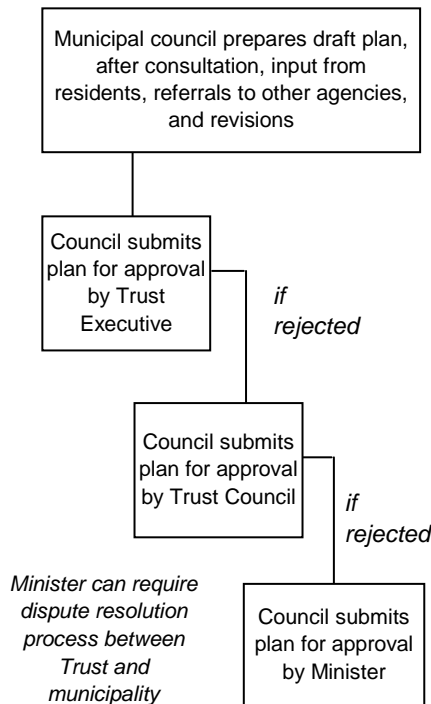 Municipal council prepares draft plan,
after consultation, input from
residents, referrals to other agencies,
and revisions
Council submits
plan for approval
by Trust
Executive
if
rejected
Council submits
plan for approval
by Trust Council
if
rejected
Minister can require
dispute resolution
process between
Trust and
municipality
Council submits
plan for approval
by Minister